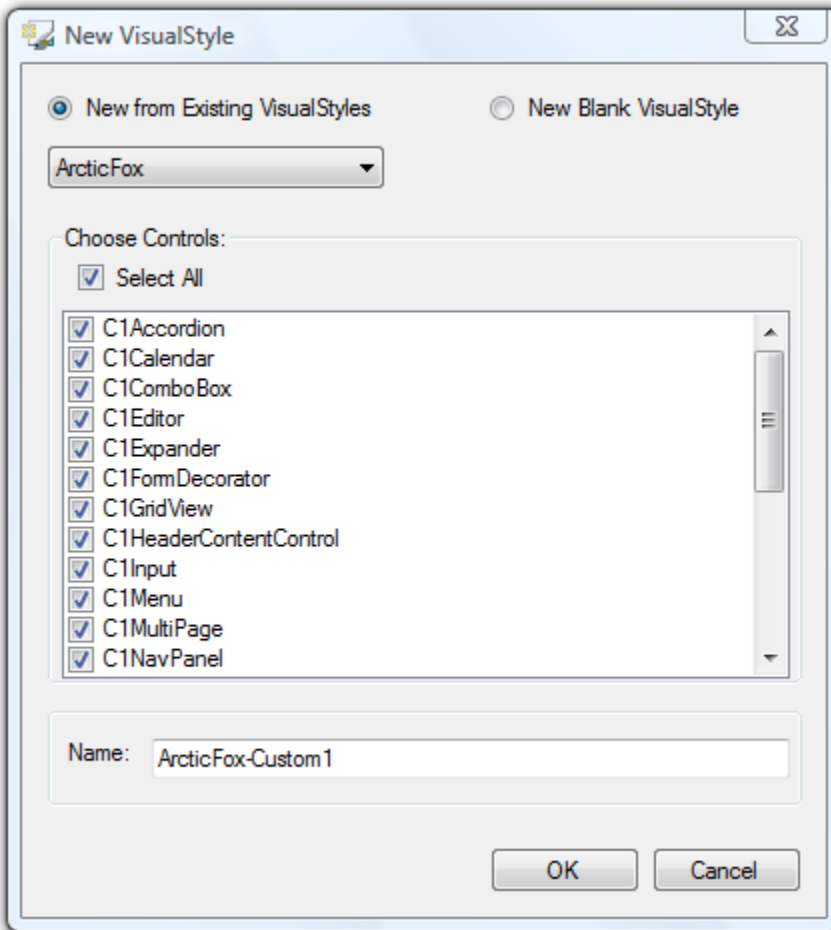 New VisualStyle
New from Existing VisualStyles
New Blank VisualStyle
ArcticFox
Choose Controls:
Select All
C1Accordion
C1Calendar
C1ComboBox
C1Editor
C1Expander
C1FormDecorator
C1GridView
C1HeaderContentControl
C1Input
C1Menu
C1MultiPage
C1NavPanel
Name: ArcticFox-Custom1
OK Cancel